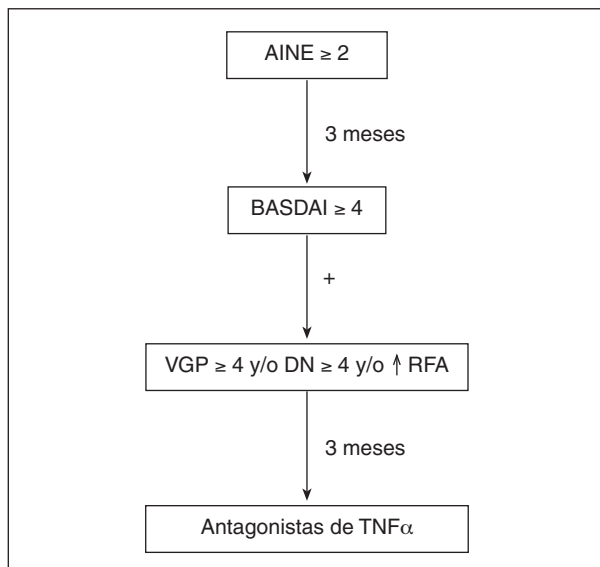 AINE ≥ 2
3 meses
BASDAI ≥ 4
+
VGP ≥ 4 y/o DN ≥ 4 y/o ↑ RFA
3 meses
Antagonistas de TNFα